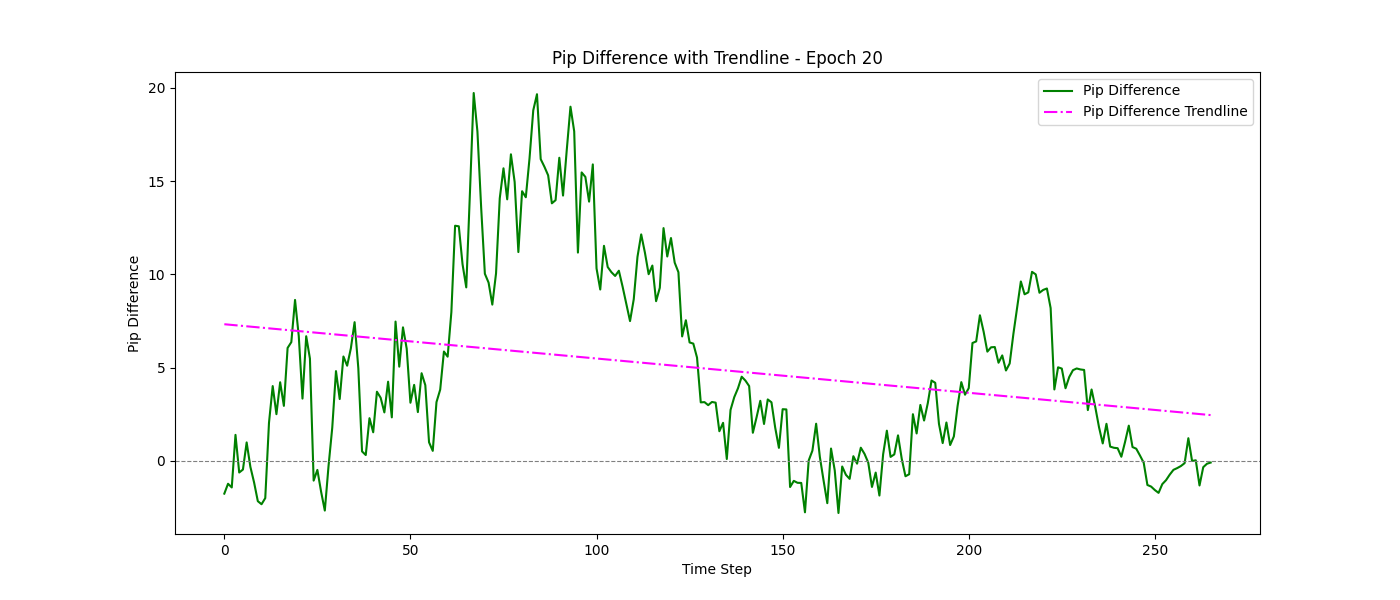 Pip Difference with Trendline - Epoch 20
Pip Difference
Pip Difference Trendline
20
15
10
5
0
Pip Difference
0
50
100
150
200
250
Time Step